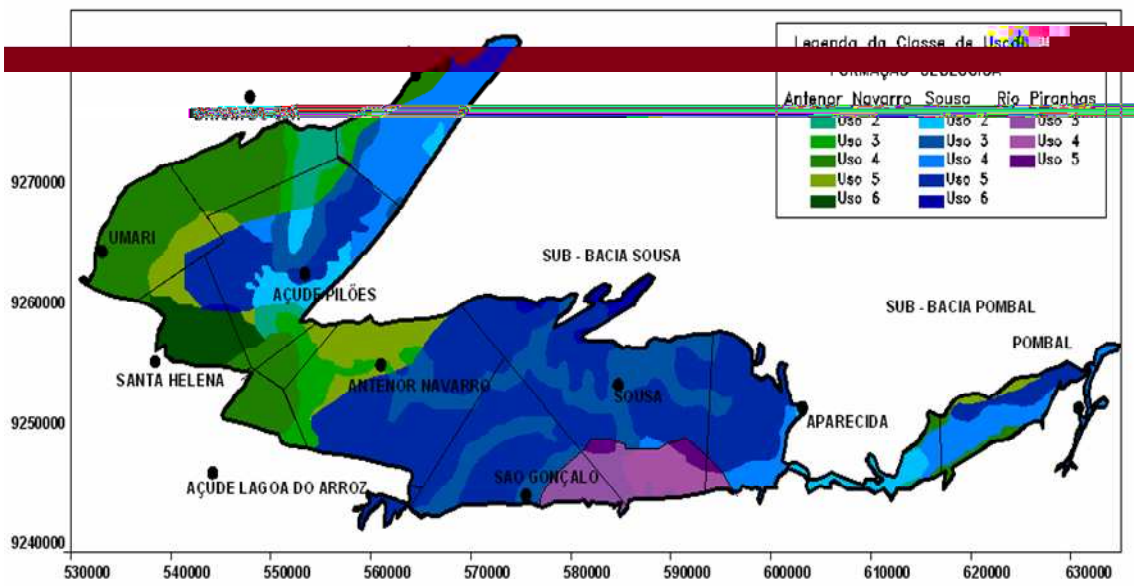 Legenda da Classe de
FORMAÇÃO GEOLÓGICA
Antenor Navarro Sousa Rio Piranhas
Uso 2 Uso 2 Uso 3
Uso 3 Uso 3 Uso 4
Uso 4 Uso 4 Uso 5
Uso 5 Uso 5
Uso 6 Uso 6
9270000
UMARI
SUB - BACIA SOUSA
AÇUDE PILÕES
9260000
SUB - BACIA POMBAL
POMBAL
SANTA HELENA
ANTENOR NAVARRO
SOUSA
9250000
APARECIDA
AÇUDE LAGOA DO ARROZ
SAO GONÇALO
9240000
530000 540000 550000 560000 570000 580000 590000 600000 610000 620000 630000